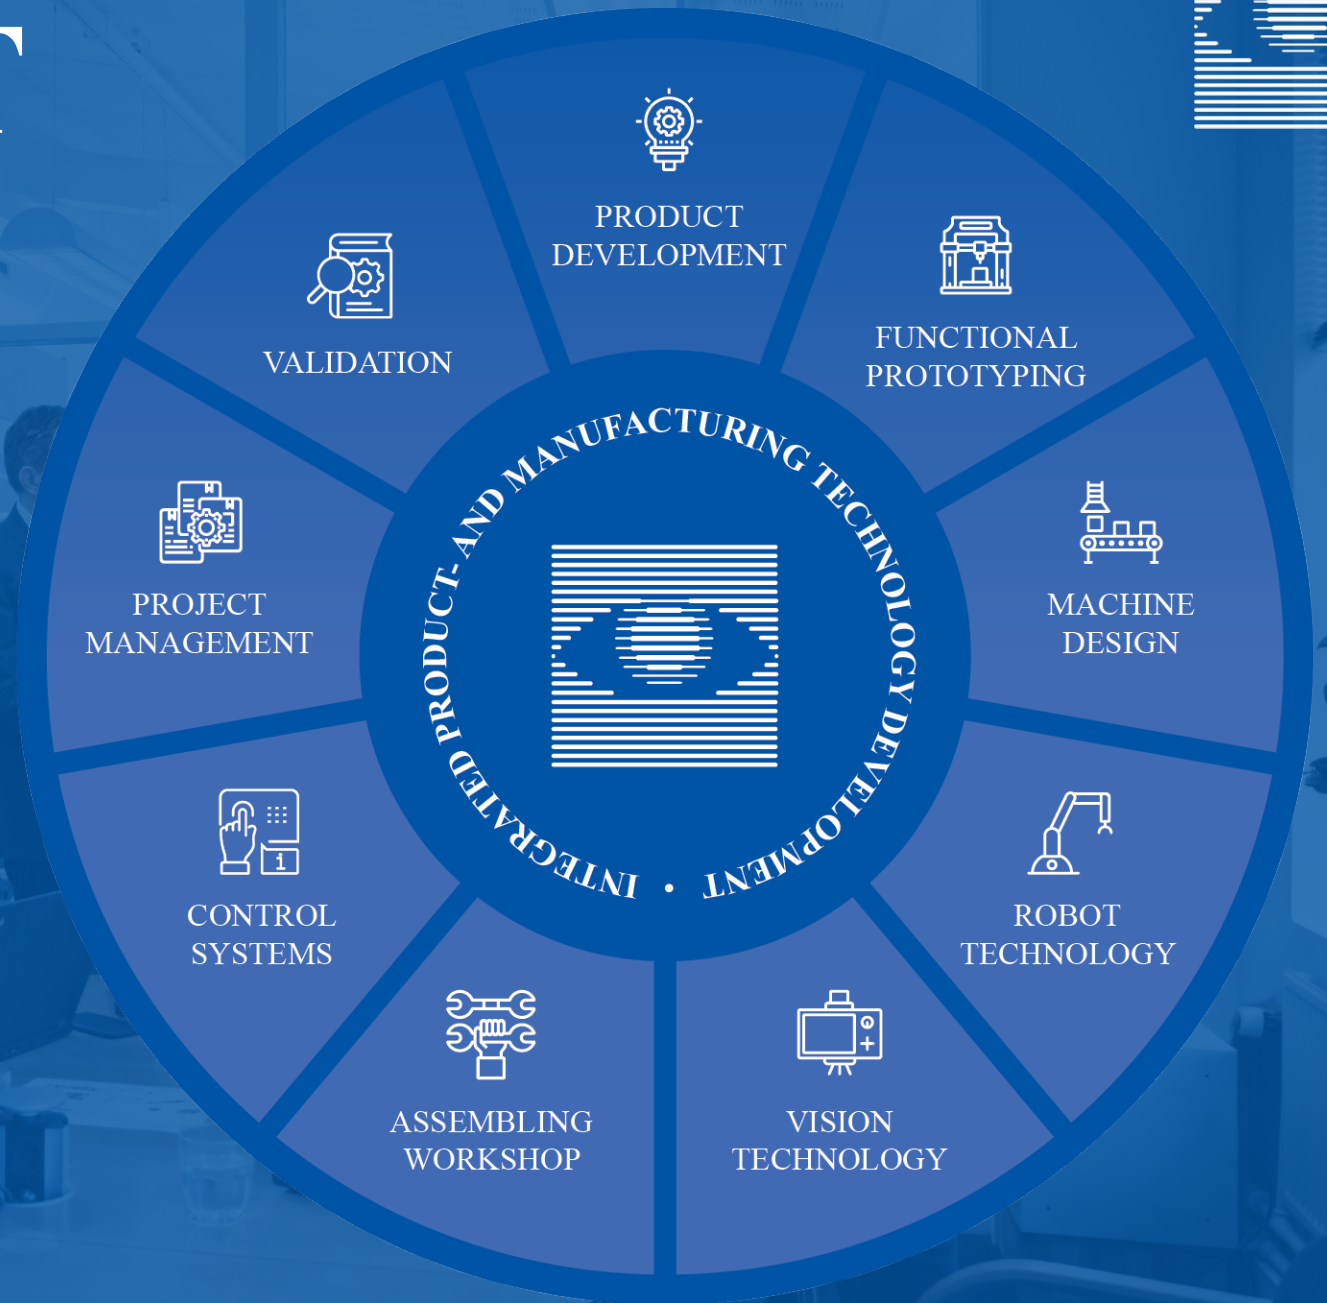 PRODUCT
DEVELOPMENT
FUNCTIONAL
PROTOTYPING
MACHINE
DESIGN
ROBOT
TECHNOLOGY
VISION
TECHNOLOGY
ASSEMBLING
WORKSHOP
CONTROL
SYSTEMS
PROJECT
MANAGEMENT
VALIDATION
INTEGRATED PRODUCT- AND MANUFACTURING TECHNOLOGY DEVELOPMENT •